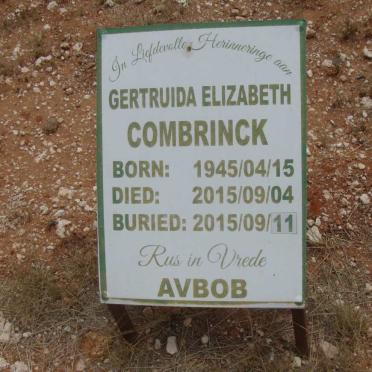 In Liefdevolle Herinneringe aan
GERTRUIDA ELIZABETH
COMBRINCK
BORN: 1945/04/15
DIED: 2015/09/04
BURIED: 2015/09/11
Rus in Vrede
AVBOB